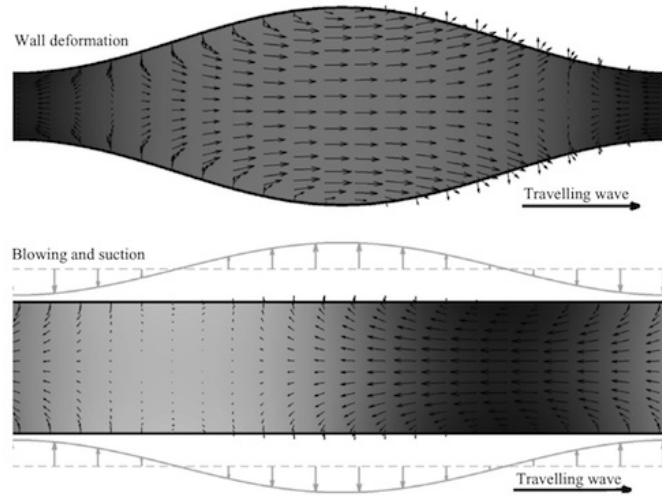 Wall deformation
Travelling wave
Blowing and suction
Travelling wave